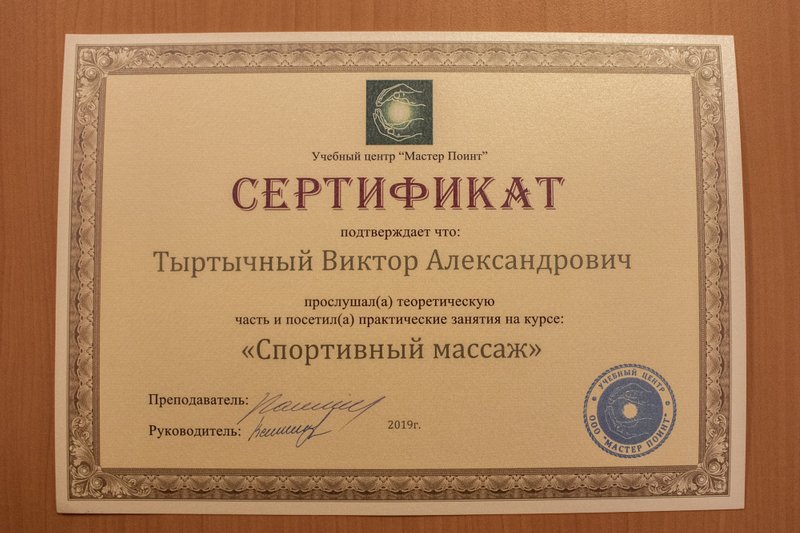 Учебный центр “Мастер Поинт”
СЕРТИФИКАТ
подтверждает что:
Тыртычный Виктор Александрович
прослушал(а) теоретическую
часть и посетил(а) практические занятия на курсе:
«Спортивный массаж»
Преподаватель:
Руководитель:
2019г.
УЧЕБНЫЙ ЦЕНТР
ООО "МАСТЕР ПОИНТ"